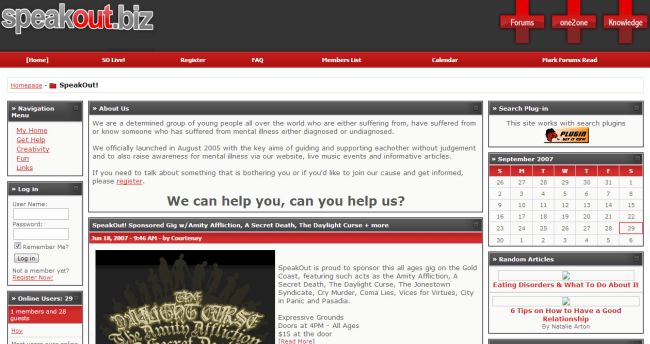 speakout.biz
Forums one2one Knowledge
[Home] SO Live! Register FAQ Members List Calendar Mark Forums Read
Homepage - SpeakOut!
» Navigation Menu
My Home
Get Help
Creativity
Fun
Links
» Log in
User Name:
Password:
Remember Me?
Log in
Not a member yet?
Register Now!
» Online Users: 29
1 members and 28 guests
Hov
» About Us
We are a determined group of young people all over the world who are either suffering from, have suffered from
or know someone who has suffered from mental illness either diagnosed or undiagnosed.
We officially launched in August 2005 with the key aims of guiding and supporting eachother without judgement
and to also raise awareness for mental illness via our website, live music events and informative articles.
If you need to talk about something that is bothering you or if you'd like to join our cause and get informed,
please register.
We can help you, can you help us?
» SpeakOut! Sponsored Gig w/Amity Affliction, A Secret Death, The Daylight Curse + more
Jun 18, 2007 - 9:46 AM - by Courtenay
The
Daylight Curse
The Amity Affliction
A Secret Death
SpeakOut is proud to sponsor this all ages gig on the Gold
Coast, featuring such acts as the Amity Affliction, A
Secret Death, The Daylight Curse, The Jonestown
Syndicate, Cry Murder, Coma Lies, Vices for Virtues, City
in Panic and Pasadia.
Expressive Grounds
Doors at 4PM - All Ages
$15 at the door
[Read More]
» Search Plug-in
This site works with search plugins
PLUGIN
GET IT NOW
» September 2007
S M T W T F S
26 27 28 29 30 31 1
2 3 4 5 6 7 8
9 10 11 12 13 14 15
16 17 18 19 20 21 22
23 24 25 26 27 28 29
30 1 2 3 4 5 6
» Random Articles
Eating Disorders & What To Do About It
6 Tips on How to Have a Good
Relationship
By Natalie Arton